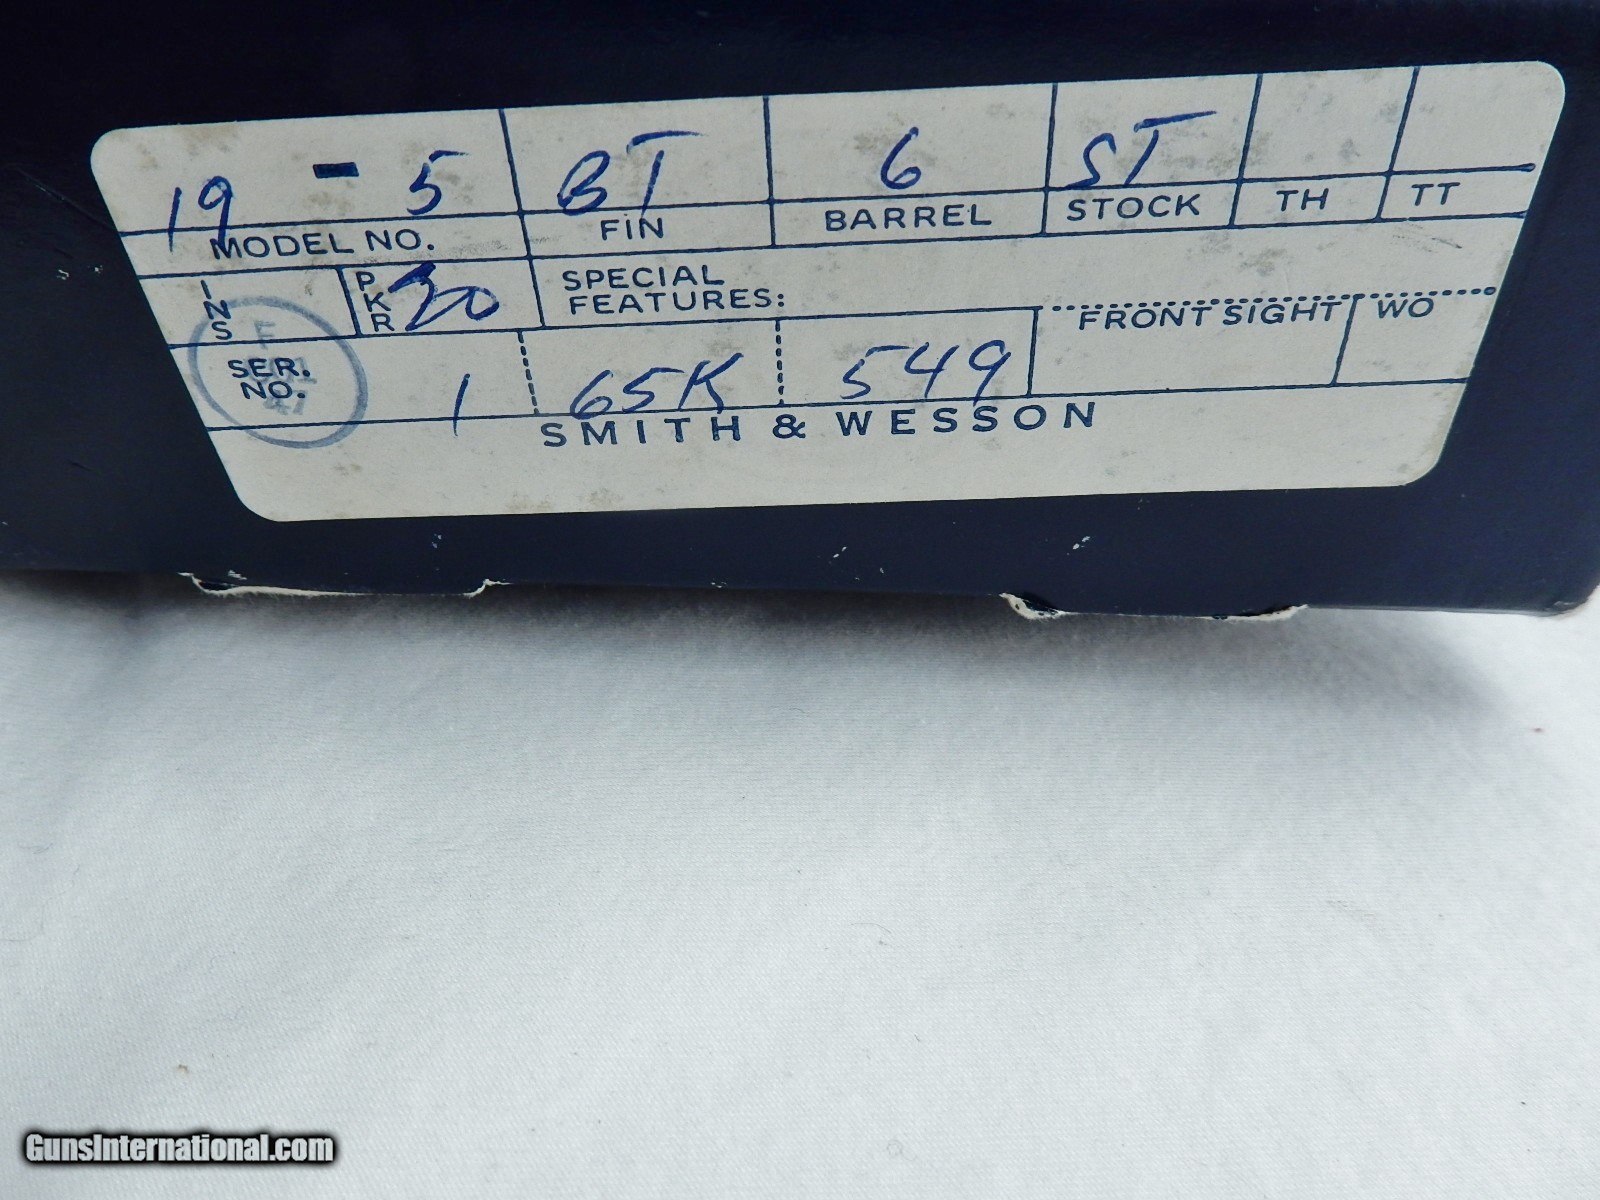 19 - 5 BT 6 ST
MODEL NO. FIN BARREL STOCK TH TT
INS PKR 30 SPECIAL FEATURES:
FRONT SIGHT WO
SER. NO. 1 65K 549
SMITH & WESSON
GunsInternational.com